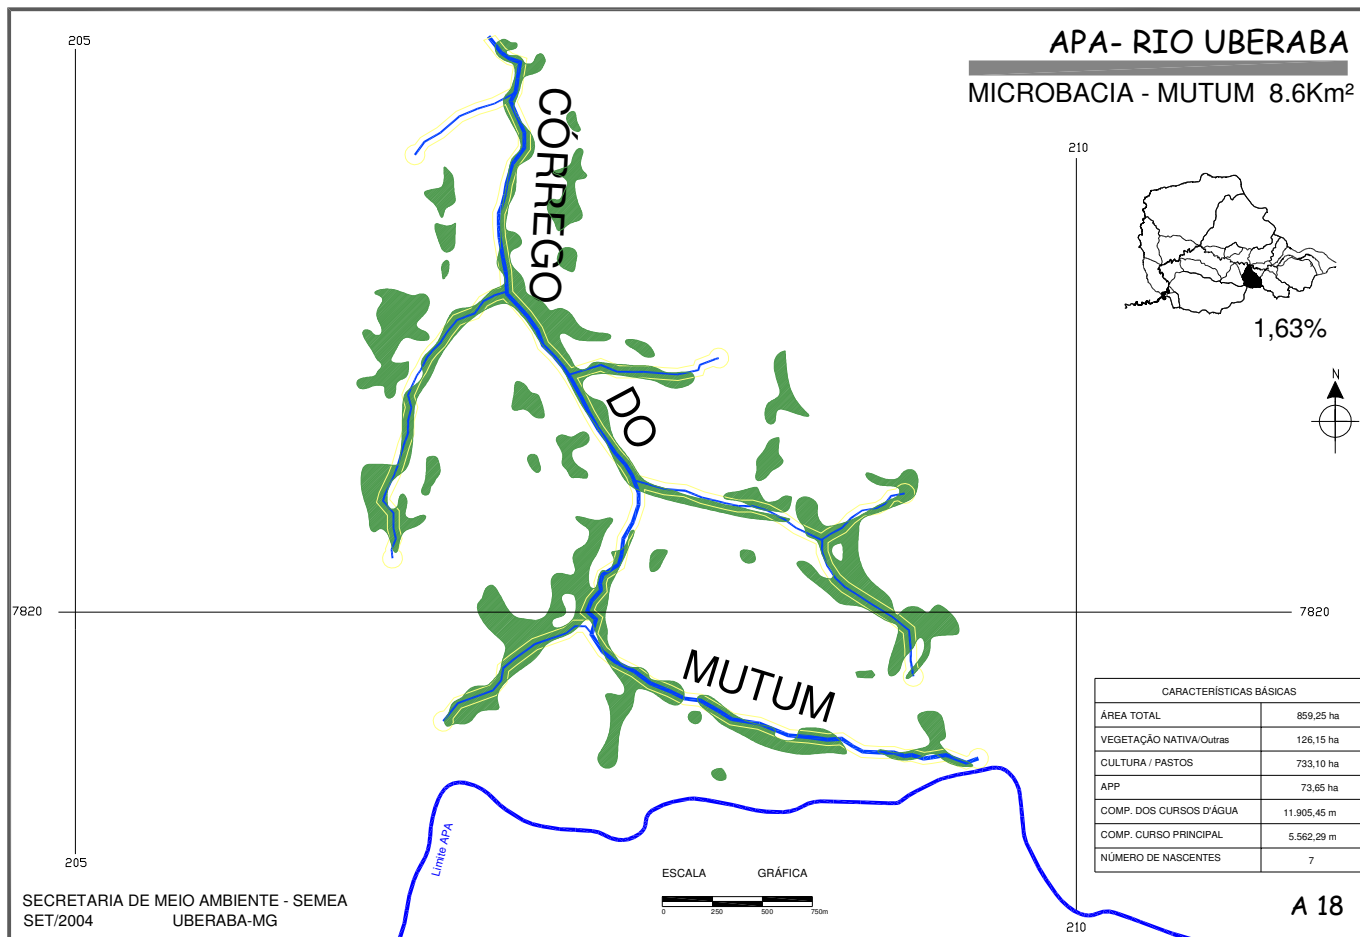 205
APA- RIO UBERABA
MICROBACIA - MUTUM 8.6Km²
210
1,63%
N
CÓRREGO
DO
MUTUM
7820
7820
CARACTERÍSTICAS BÁSICAS
ÁREA TOTAL 859,25 ha
VEGETAÇÃO NATIVA/Outras 126,15 ha
CULTURA / PASTOS 733,10 ha
APP 73,65 ha
COMP. DOS CURSOS D'ÁGUA 11.905,45 m
COMP. CURSO PRINCIPAL 5.562,29 m
NÚMERO DE NASCENTES 7
Limite APA
205
ESCALA GRÁFICA
0 250 500 750m
SECRETARIA DE MEIO AMBIENTE - SEMEA
SET/2004 UBERABA-MG
A 18
210